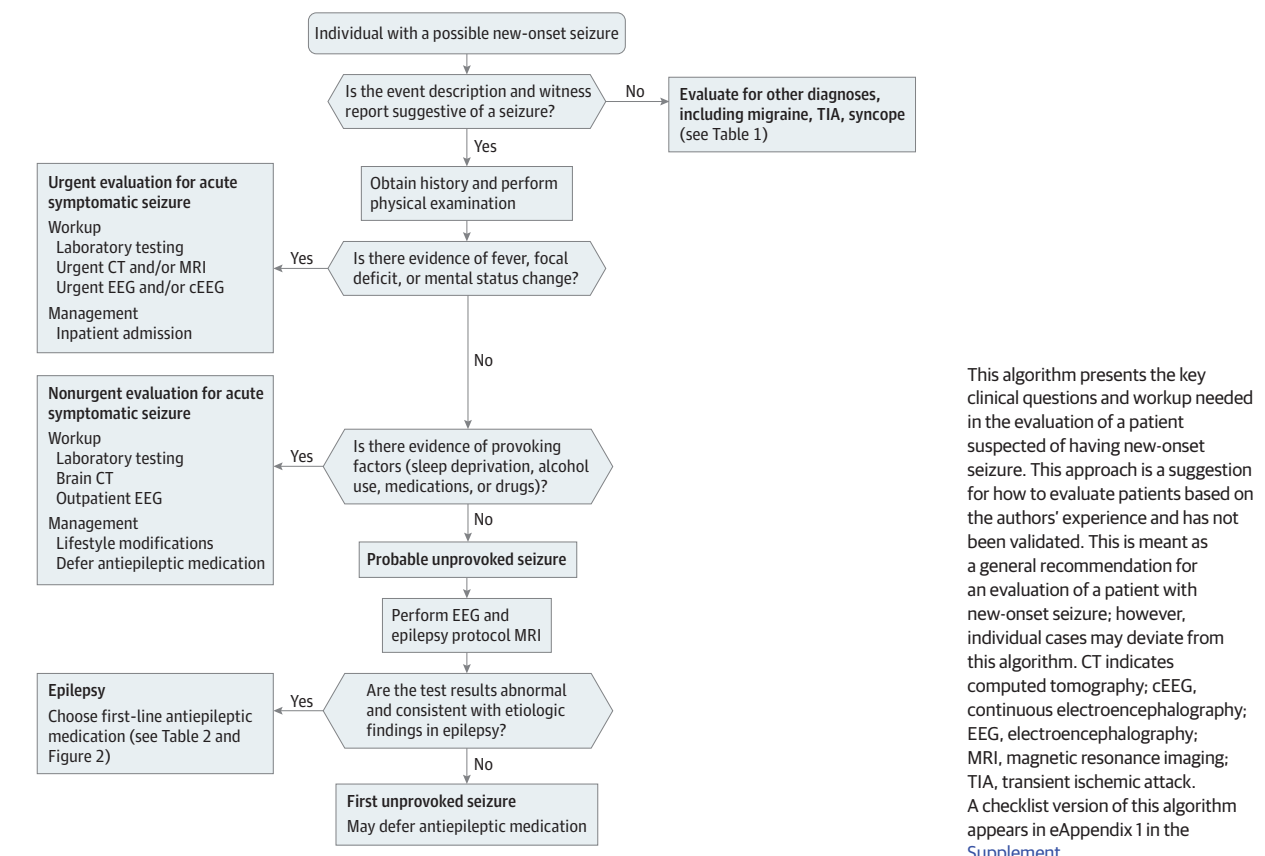 Individual with a possible new-onset seizure
Is the event description and witness
report suggestive of a seizure?
No
Evaluate for other diagnoses,
including migraine, TIA, syncope
(see Table 1)
Yes
Obtain history and perform
physical examination
Is there evidence of fever, focal
deficit, or mental status change?
Yes
Urgent evaluation for acute
symptomatic seizure
Workup
Laboratory testing
Urgent CT and/or MRI
Urgent EEG and/or cEEG
Management
Inpatient admission
No
Is there evidence of provoking
factors (sleep deprivation, alcohol
use, medications, or drugs)?
Yes
Nonurgent evaluation for acute
symptomatic seizure
Workup
Laboratory testing
Brain CT
Outpatient EEG
Management
Lifestyle modifications
Defer antiepileptic medication
No
Probable unprovoked seizure
Perform EEG and
epilepsy protocol MRI
Are the test results abnormal
and consistent with etiologic
findings in epilepsy?
Yes
Epilepsy
Choose first-line antiepileptic
medication (see Table 2 and
Figure 2)
No
First unprovoked seizure
May defer antiepileptic medication
This algorithm presents the key
clinical questions and workup needed
in the evaluation of a patient
suspected of having new-onset
seizure. This approach is a suggestion
for how to evaluate patients based on
the authors' experience and has not
been validated. This is meant as
a general recommendation for
an evaluation of a patient with
new-onset seizure; however,
individual cases may deviate from
this algorithm. CT indicates
computed tomography; cEEG,
continuous electroencephalography;
EEG, electroencephalography;
MRI, magnetic resonance imaging;
TIA, transient ischemic attack.
A checklist version of this algorithm
appears in eAppendix 1 in the
Supplement